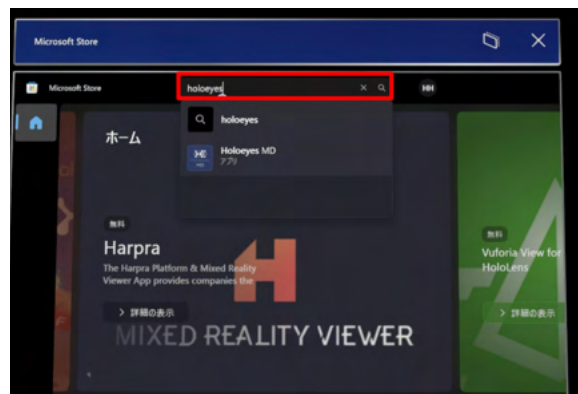 Microsoft Store
Microsoft Store
holoeyes
HH
holoeyes
ホーム
Holoeyes MD
アプリ
無料
Harpra
The Harpra Platform & Mixed Reality
Viewer App provides companies the
詳細の表示
MIXED REALITY VIEWER
無料
Vuforia View for
HoloLens
詳細の表示